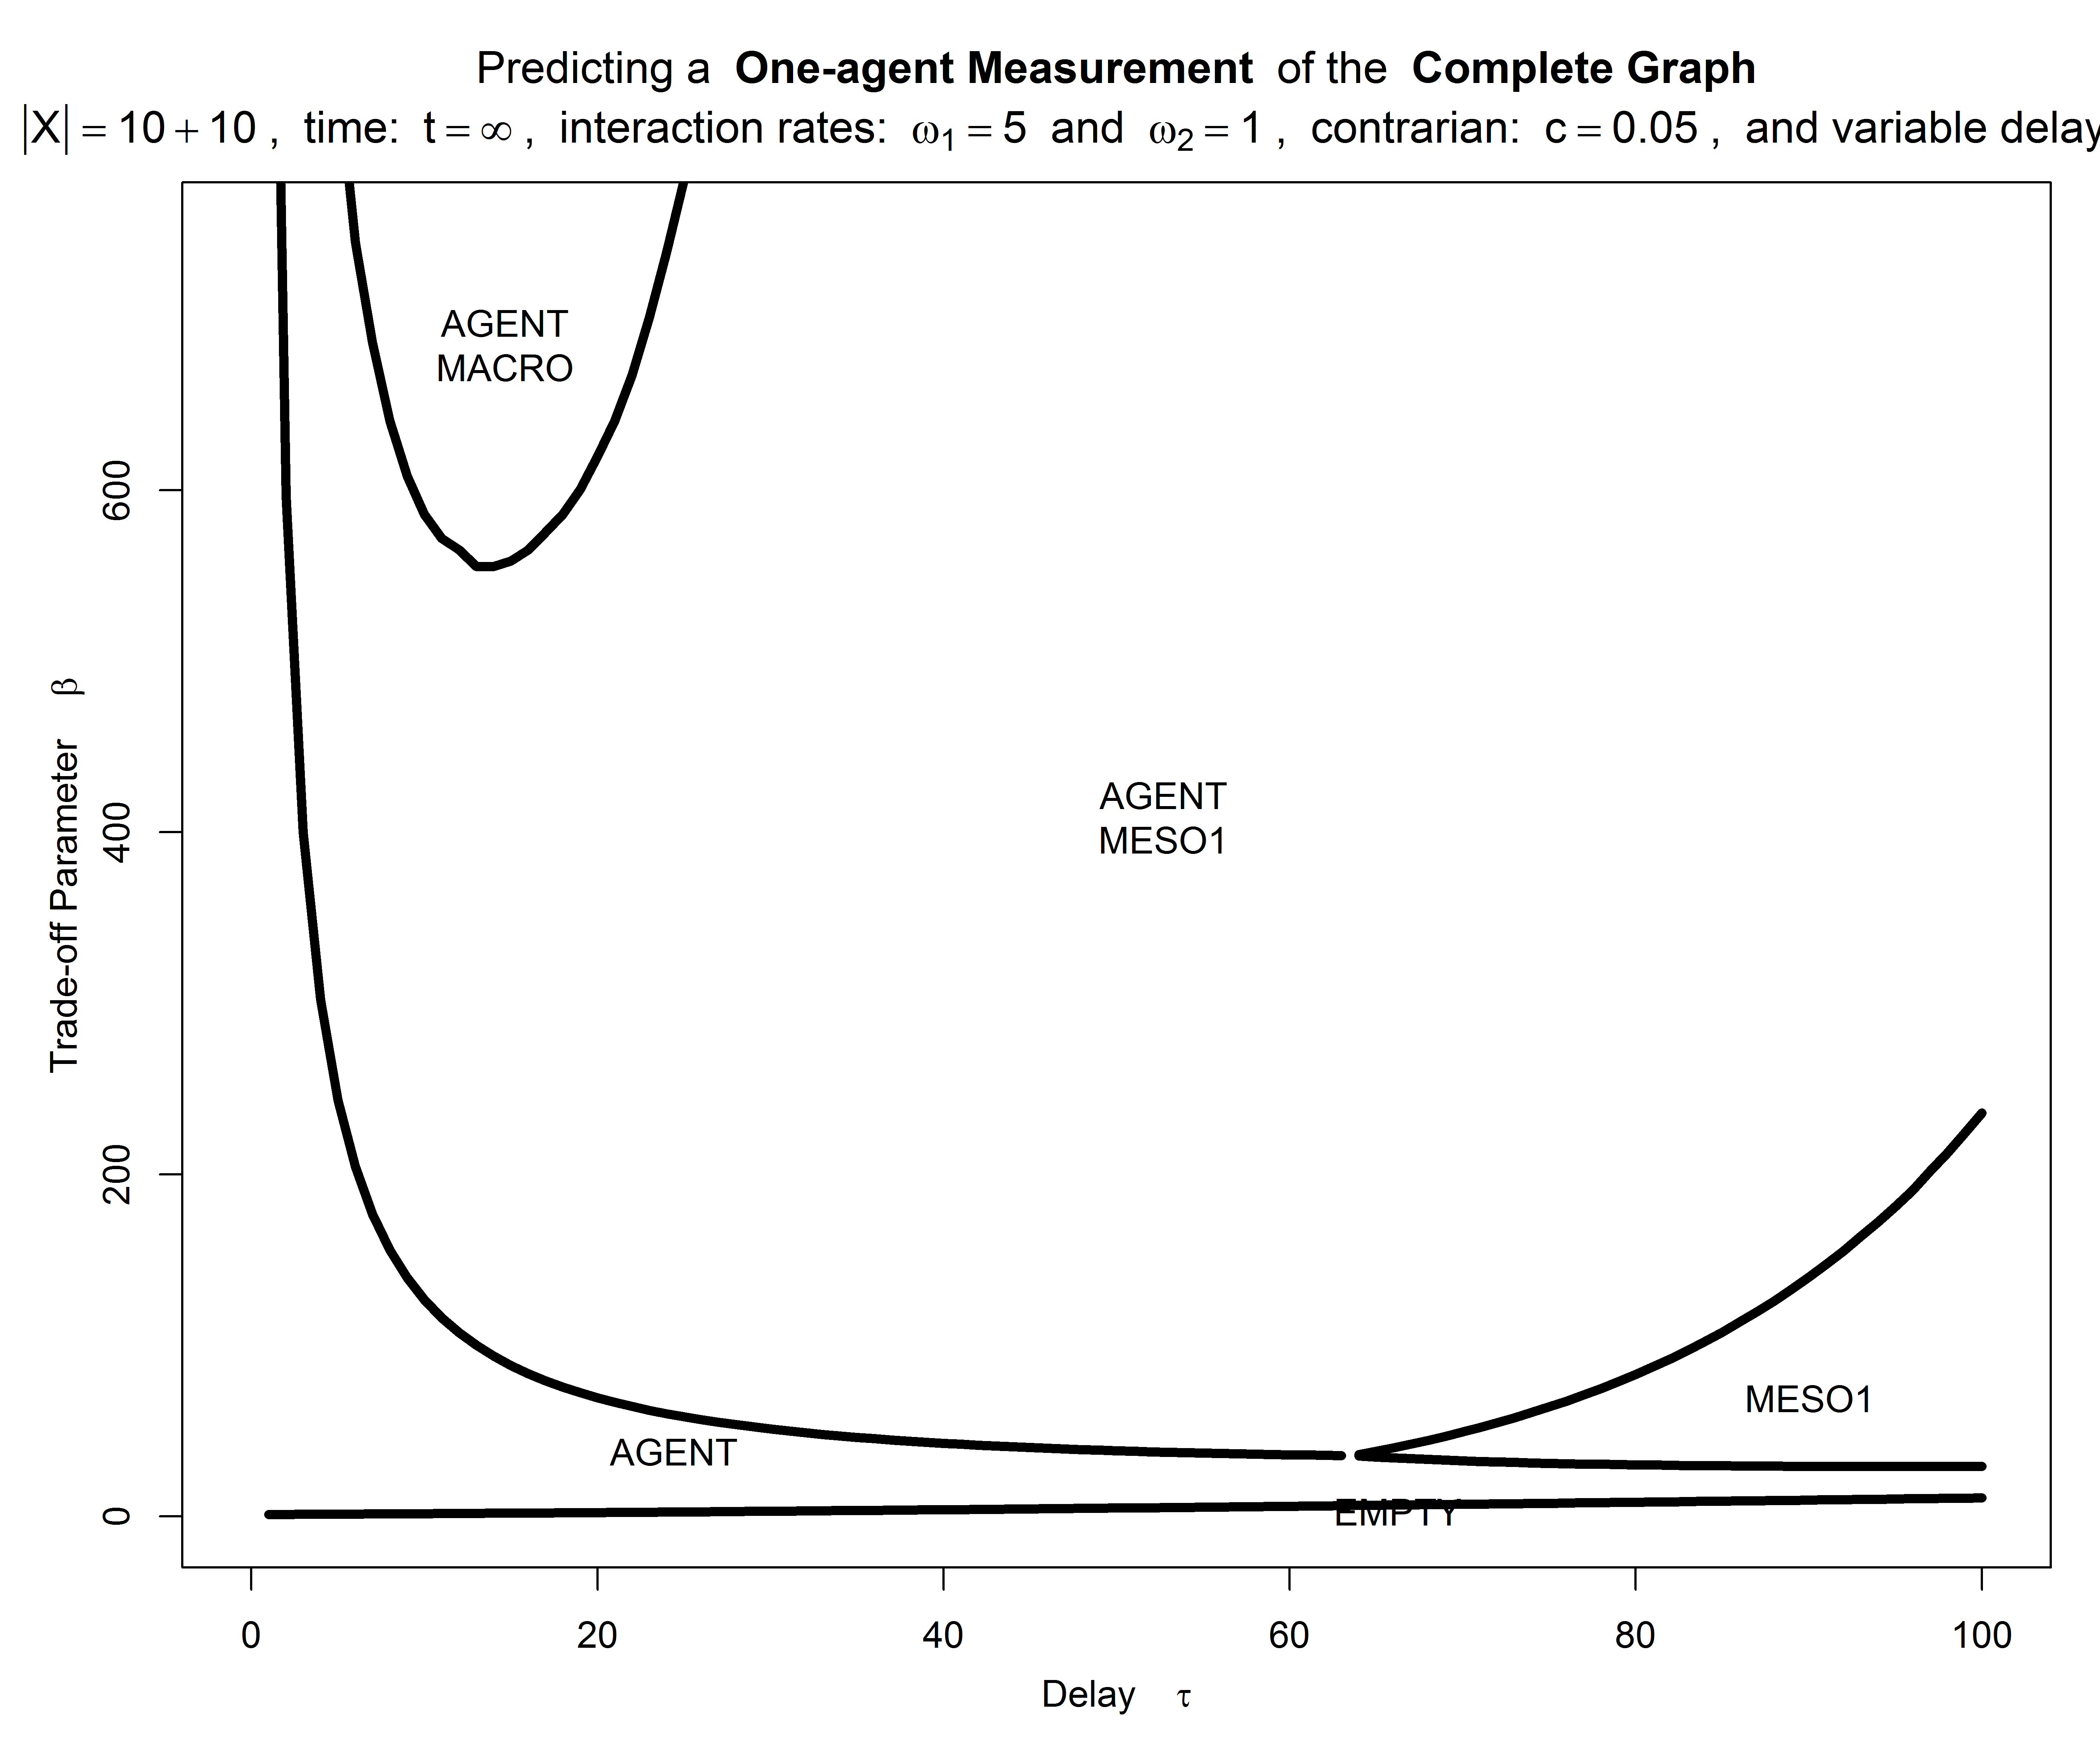 Predicting a One-agent Measurement of the Complete Graph
|X| = 10 + 10 , time: t = ∞ , interaction rates: ω₁ = 5 and ω₂ = 1 , contrarian: c = 0.05 , and variable delay
AGENT
MACRO
AGENT
MESO1
MESO1
AGENT
EMPTY
Trade-off Parameter β
600
400
200
0
0 20 40 60 80 100
Delay τ